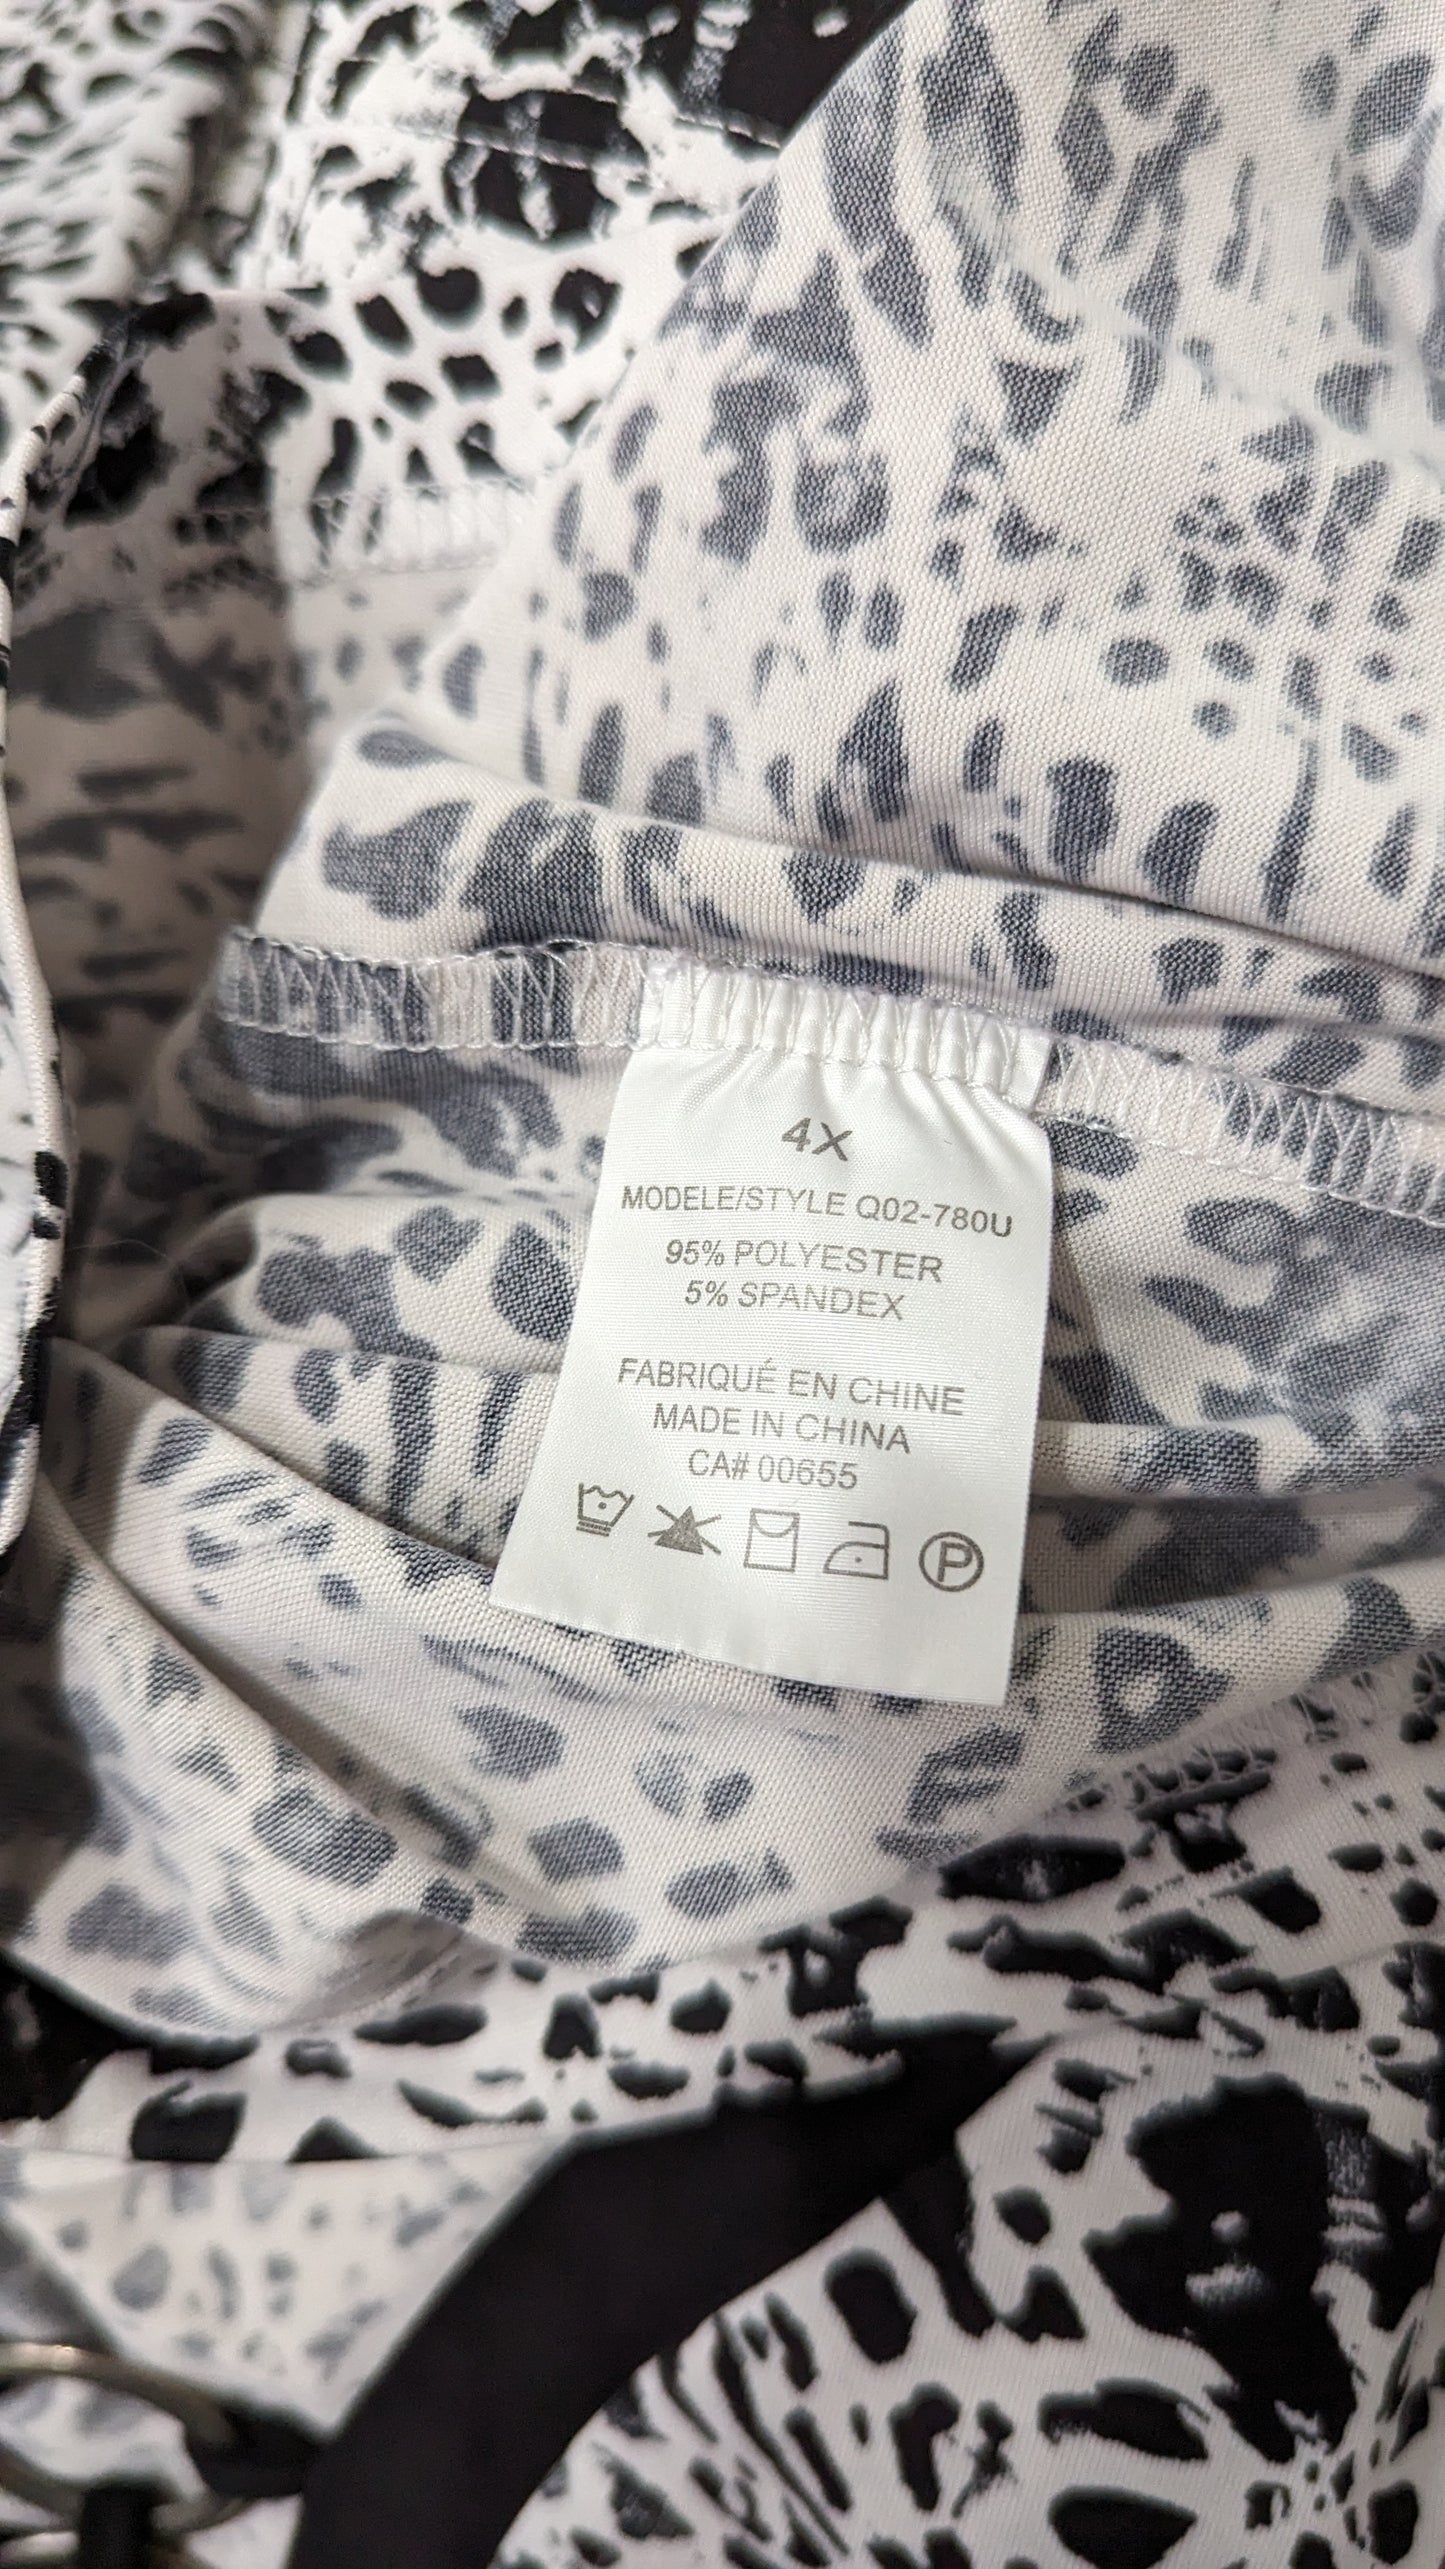 4X
MODELE/STYLE Q02-780U
95% POLYESTER
5% SPANDEX
FABRIQUÉ EN CHINE
MADE IN CHINA
CA# 00655
P